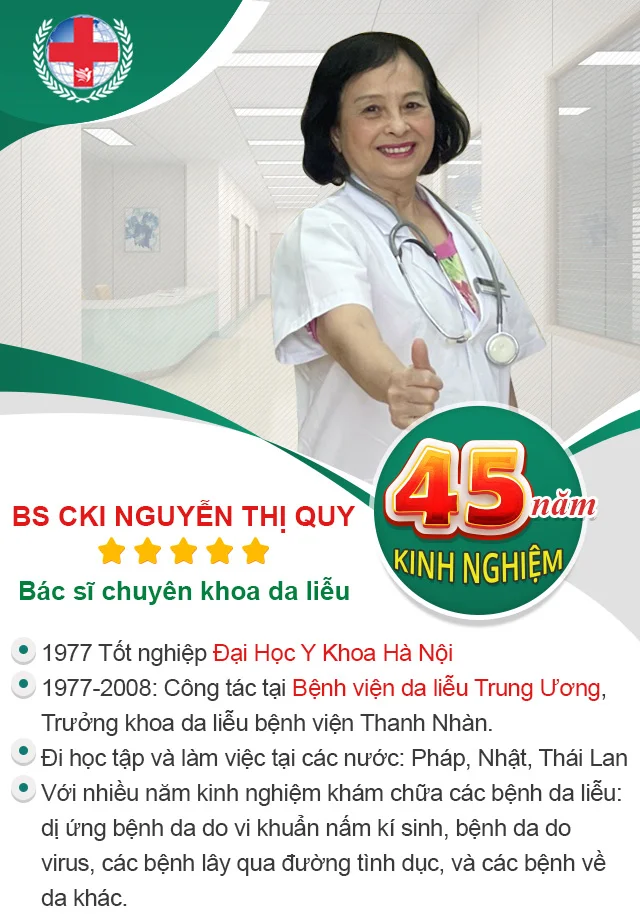 45 năm
KINH NGHIỆM
BS CKI NGUYỄN THỊ QUY
Bác sĩ chuyên khoa da liễu
1977 Tốt nghiệp Đại Học Y Khoa Hà Nội
1977-2008: Công tác tại Bệnh viện da liễu Trung Ương,
Trưởng khoa da liễu bệnh viện Thanh Nhàn.
Đi học tập và làm việc tại các nước: Pháp, Nhật, Thái Lan
Với nhiều năm kinh nghiệm khám chữa các bệnh da liễu:
dị ứng bệnh da do vi khuẩn nấm kí sinh, bệnh da do
virus, các bệnh lây qua đường tình dục, và các bệnh về
da khác.